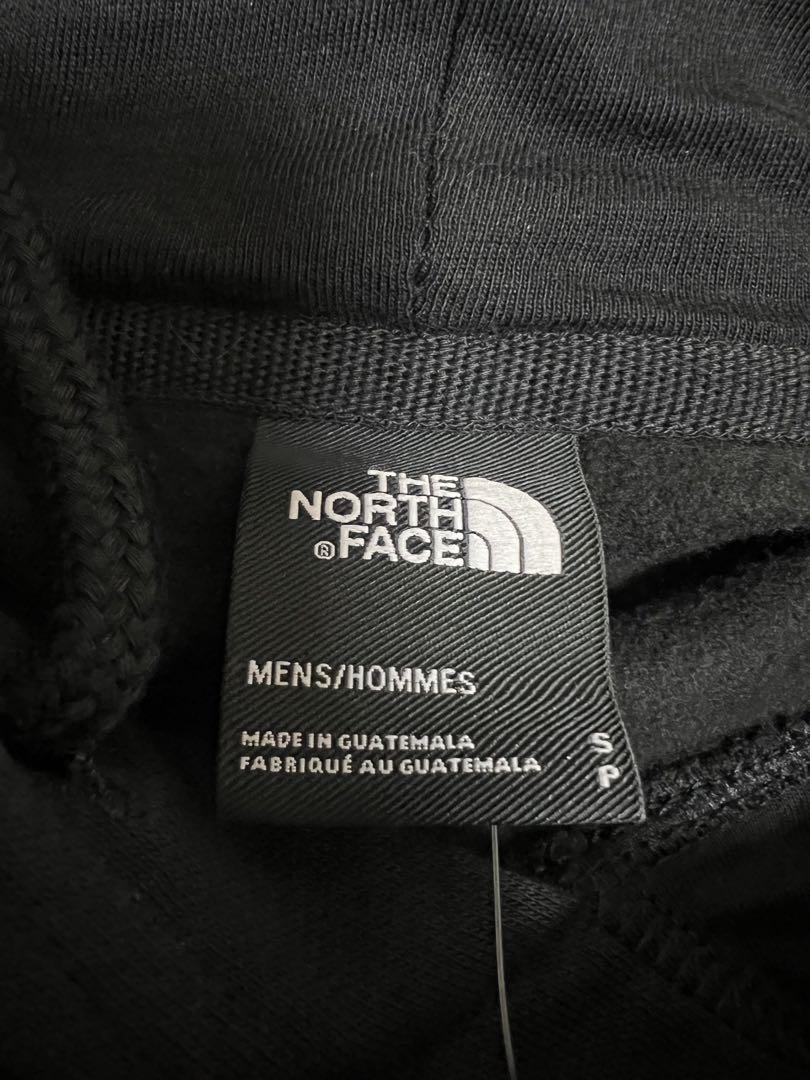 THE
NORTH
® FACE
MENS/HOMMES
MADE IN GUATEMALA
FABRIQUÉ AU GUATEMALA
S
P